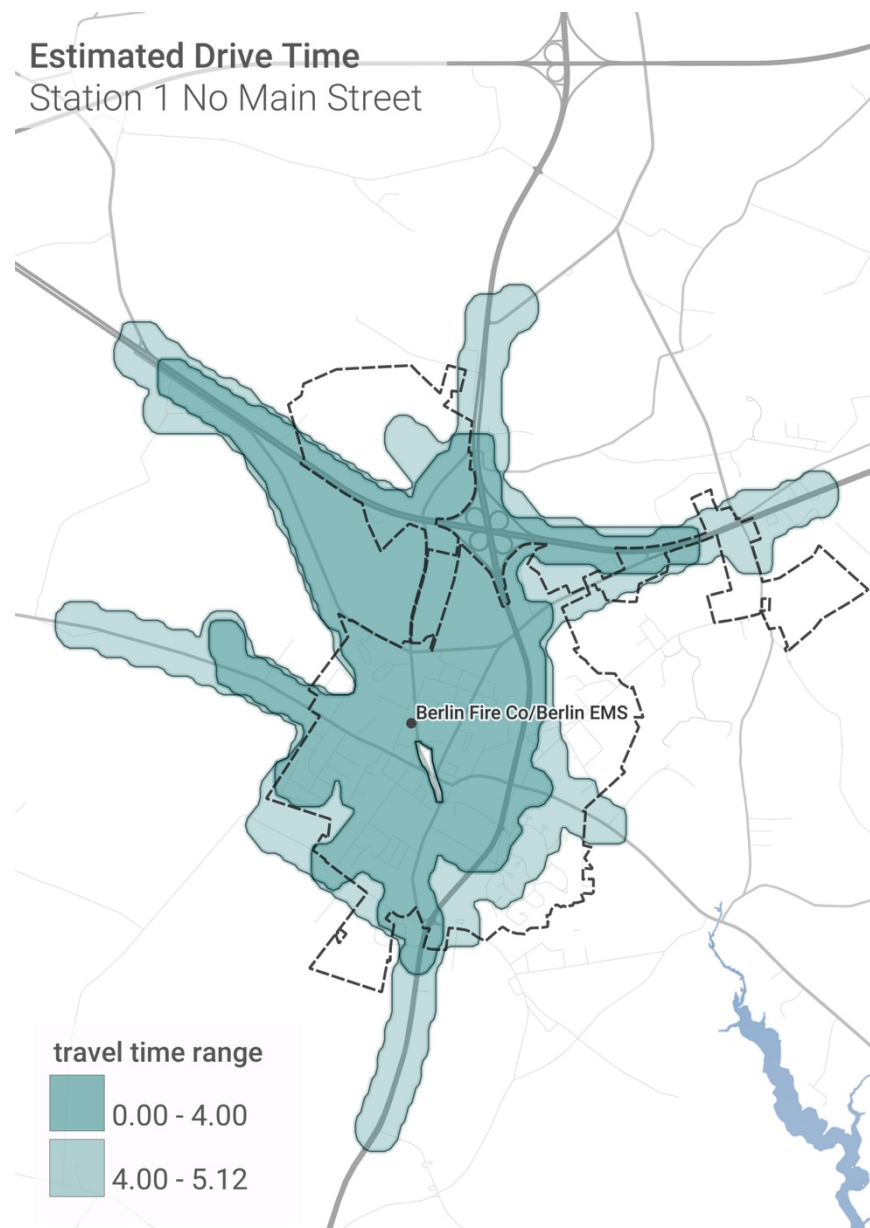 Estimated Drive Time
Station 1 No Main Street
Berlin Fire Co/Berlin EMS
travel time range
0.00 - 4.00
4.00 - 5.12